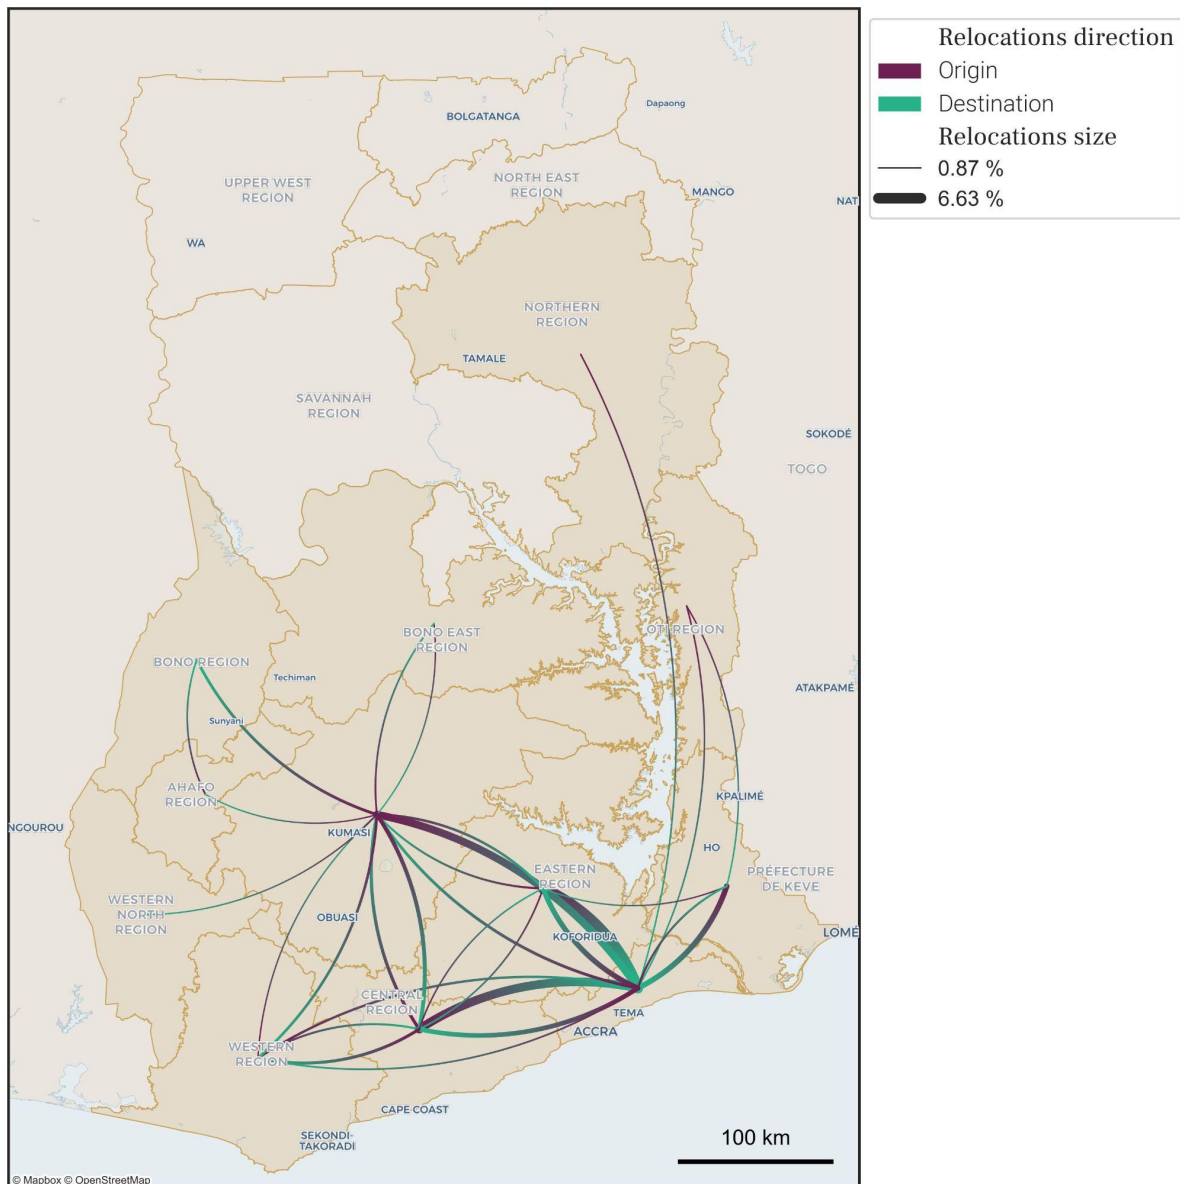 Relocations direction
Origin
Destination
Relocations size
0.87 %
6.63 %
Dapaong
BOLGATANGA
UPPER WEST
REGION
NORTH EAST
REGION
MANGO
NAT
WA
NORTHERN
REGION
TAMALE
SAVANNAH
REGION
SOKODÉ
TOGO
BONO EAST
REGION
OTI REGION
BONO REGION
Techiman
ATAKPAMÉ
Sunyani
AHAFO
REGION
KPALIMÉ
NGOUROU
KUMASI
HO
EASTERN
REGION
PRÉFECTURE
DE KEVE
WESTERN
NORTH
REGION
OBUASI
KOFORIDUA
LOMÉ
CENTRAL
REGION
TEMA
ACCRA
WESTERN
REGION
CAPE COAST
SEKONDI-
TAKORADI
100 km
© Mapbox © OpenStreetMap